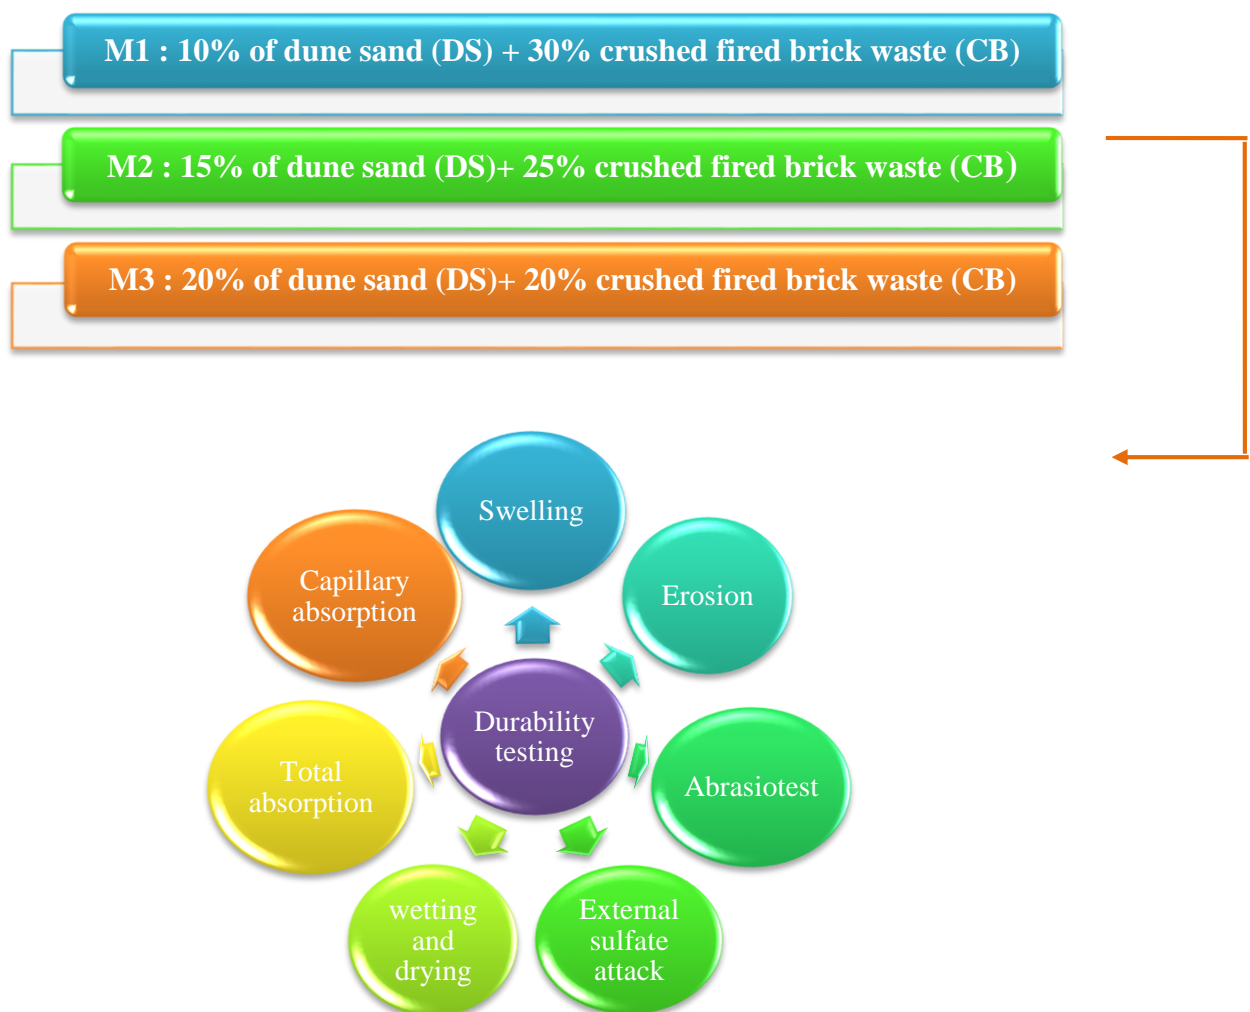 M1 : 10% of dune sand (DS) + 30% crushed fired brick waste (CB)
M2 : 15% of dune sand (DS)+ 25% crushed fired brick waste (CB)
M3 : 20% of dune sand (DS)+ 20% crushed fired brick waste (CB)
Swelling
Erosion
Abrasiotest
External
sulfate
attack
wetting
and
drying
Total
absorption
Capillary
absorption
Durability
testing